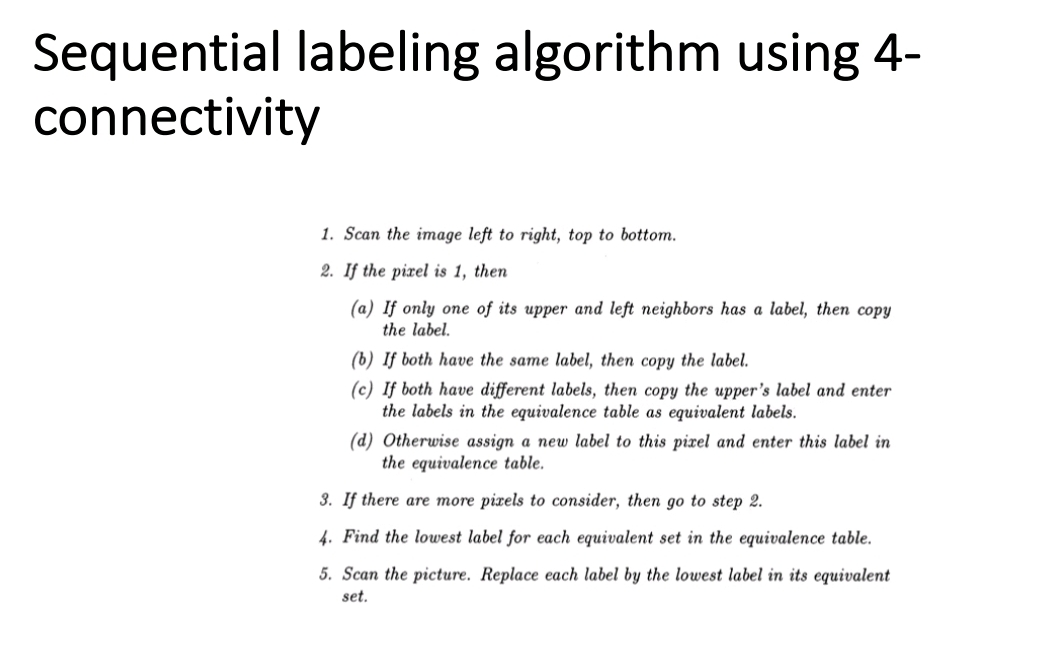 Sequential labeling algorithm using 4-
connectivity
1. Scan the image left to right, top to bottom.
2. If the pixel is 1, then
(a) If only one of its upper and left neighbors has a label, then copy
the label.
(b) If both have the same label, then copy the label.
(c) If both have different labels, then copy the upper's label and enter
the labels in the equivalence table as equivalent labels.
(d) Otherwise assign a new label to this pixel and enter this label in
the equivalence table.
3. If there are more pixels to consider, then go to step 2.
4. Find the lowest label for each equivalent set in the equivalence table.
5. Scan the picture. Replace each label by the lowest label in its equivalent
set.